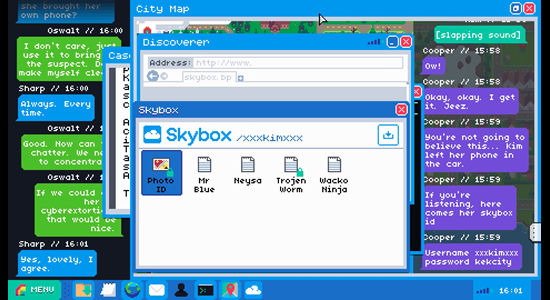 she brought her
own phone?
Oswalt // 16:00
I don't care, just
use it to bring
the suspect. Do
make myself cle
Sharp // 16:00
Always. Every
time.
Oswalt //
Good. Now can
chatter. We ne
to concentra
Oswalt /
If we could
her
cyberextort
that would be
nice.
Sharp // 16:01
Yes, lovely, I
agree.
City Map
Discoverer
Address: http://www.
skybox.bp
Cas
Skybox
Skybox /xxxkimxxx
Photo
ID
Mr
Blue
Neysa
Trojen
Worm
Wacko
Ninja
[slapping sound]
Cooper // 15:58
Ow!
Cooper // 15:58
Okay, okay. I get
it. Jeez.
Cooper // 15:59
You're not going
to believe this... Kim
left her phone in
the car.
Cooper // 15:59
If you're
listening, here
comes her skybox
id
Cooper // 15:59
Username xxxkimxxx
password kekcity
MENU
16:01